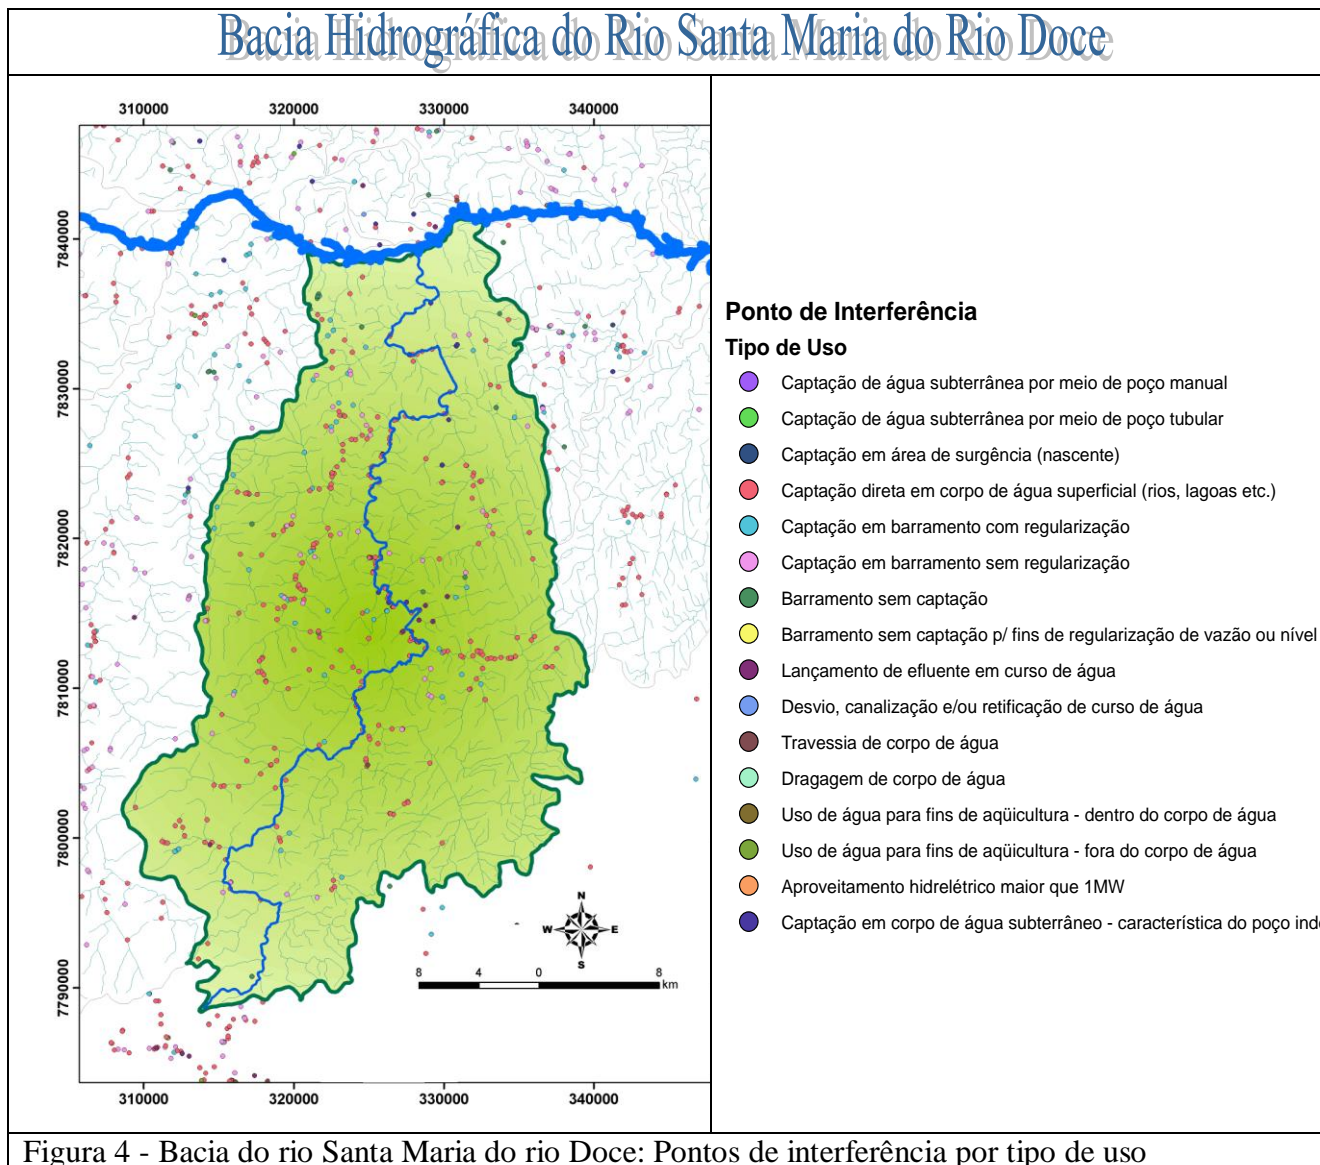 Bacia Hidrográfica do Rio Santa Maria do Rio Doce
310000 320000 330000 340000
7840000
7830000
7820000
7810000
7800000
7790000
N
W E
S
8 4 0 8
km
310000 320000 330000 340000
Ponto de Interferência
Tipo de Uso
Captação de água subterrânea por meio de poço manual
Captação de água subterrânea por meio de poço tubular
Captação em área de surgência (nascente)
Captação direta em corpo de água superficial (rios, lagoas etc.)
Captação em barramento com regularização
Captação em barramento sem regularização
Barramento sem captação
Barramento sem captação p/ fins de regularização de vazão ou nível
Lançamento de efluente em curso de água
Desvio, canalização e/ou retificação de curso de água
Travessia de corpo de água
Dragagem de corpo de água
Uso de água para fins de aqüicultura - dentro do corpo de água
Uso de água para fins de aqüicultura - fora do corpo de água
Aproveitamento hidrelétrico maior que 1MW
Captação em corpo de água subterrâneo - característica do poço ind
Figura 4 - Bacia do rio Santa Maria do rio Doce: Pontos de interferência por tipo de uso